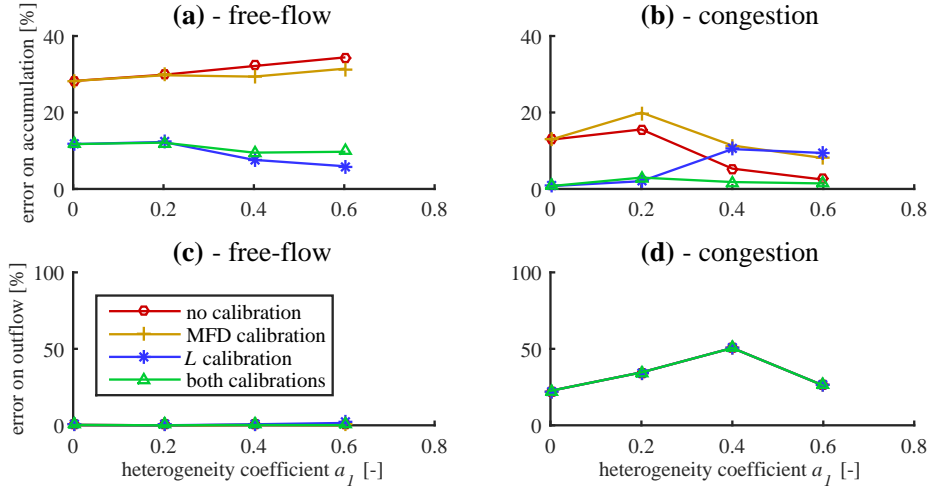 (a) - free-flow
(b) - congestion
error on accumulation [%]
40
20
0
0 0.2 0.4 0.6 0.8
40
20
0
0 0.2 0.4 0.6 0.8
(c) - free-flow
(d) - congestion
error on outflow [%]
100
50
0
no calibration
MFD calibration
L calibration
both calibrations
0 0.2 0.4 0.6 0.8
heterogeneity coefficient a1 [-]
100
50
0
0 0.2 0.4 0.6 0.8
heterogeneity coefficient a1 [-]